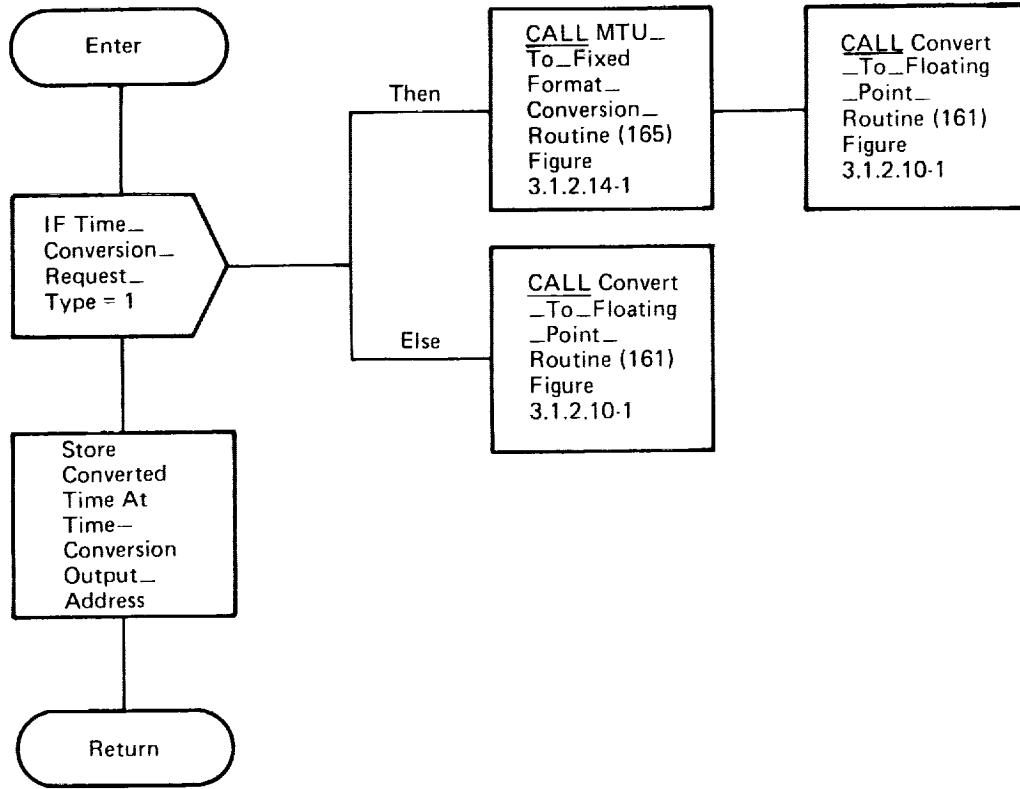 Enter
IF Time_
Conversion_
Request_
Type = 1
Then
CALL MTU_
To_Fixed
Format_
Conversion_
Routine (165)
Figure
3.1.2.14-1
CALL Convert
_To_Floating
_Point_
Routine (161)
Figure
3.1.2.10-1
Else
CALL Convert
_To_Floating
_Point_
Routine (161)
Figure
3.1.2.10-1
Store
Converted
Time At
Time—
Conversion
Output_
Address
Return